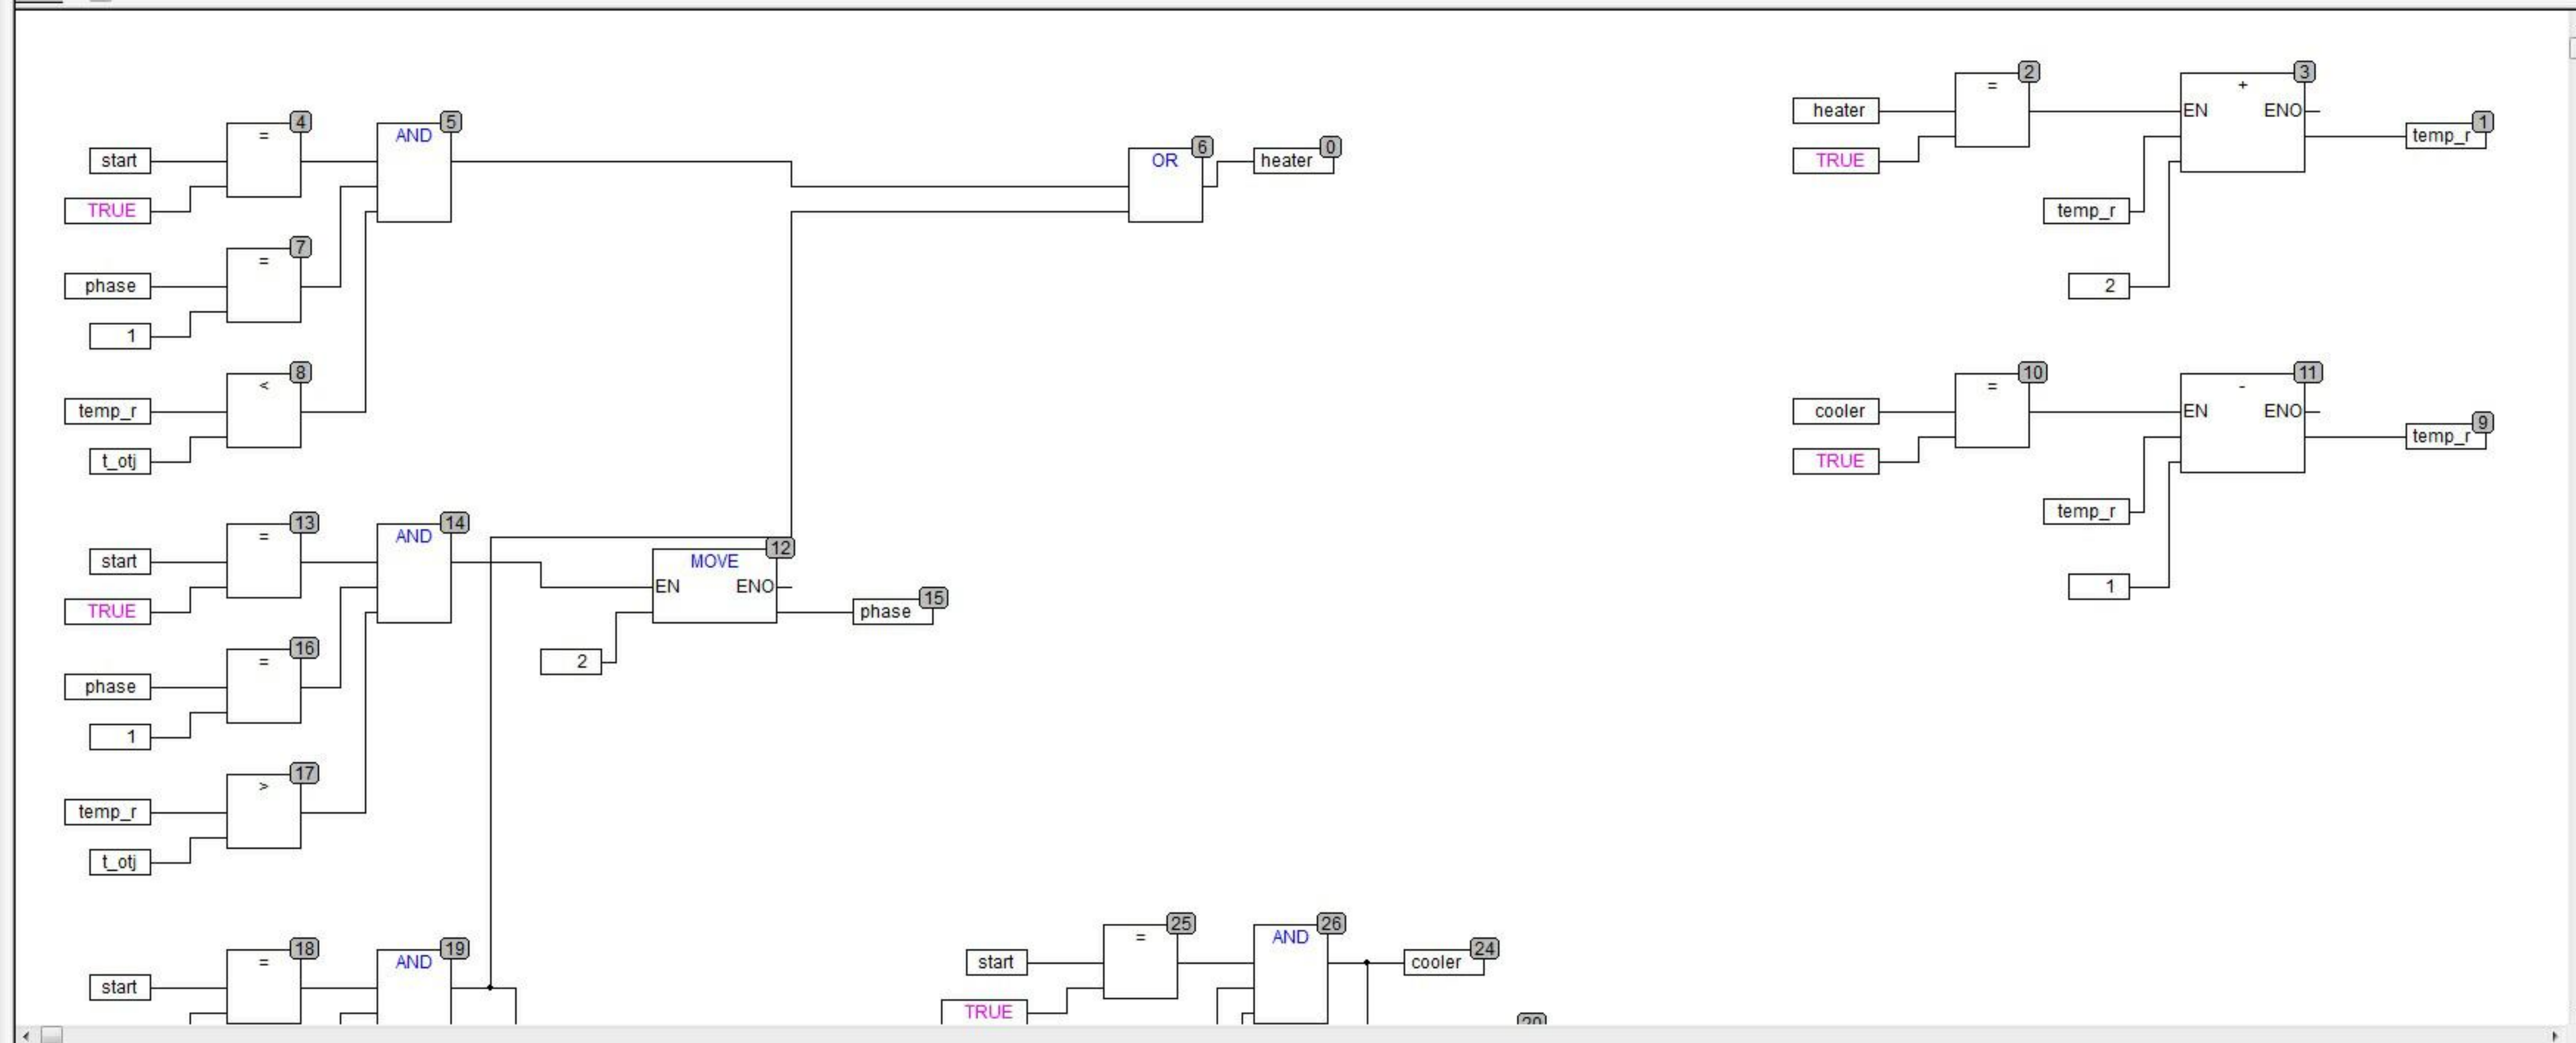 4
=
start
TRUE
5
AND
7
=
phase
1
8
<
temp_r
t_otj
6
OR
0
heater
2
=
heater
TRUE
3
+
EN ENO
temp_r
2
1
temp_r
10
=
cooler
TRUE
11
-
EN ENO
temp_r
1
9
temp_r
13
=
start
TRUE
14
AND
12
MOVE
EN ENO
2
15
phase
16
=
phase
1
17
>
temp_r
t_otj
18
=
start
19
AND
25
=
start
TRUE
26
AND
24
cooler